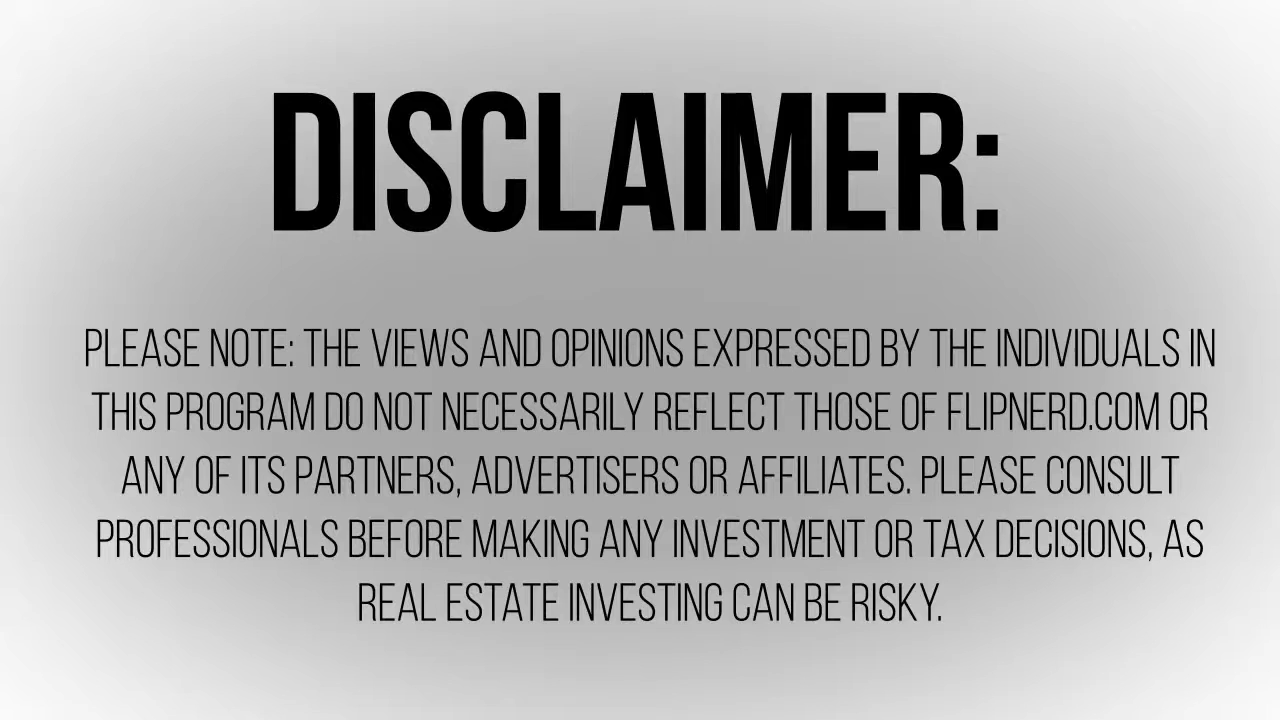 DISCLAIMER:
PLEASE NOTE: THE VIEWS AND OPINIONS EXPRESSED BY THE INDIVIDUALS IN
THIS PROGRAM DO NOT NECESSARILY REFLECT THOSE OF FLIPNERD.COM OR
ANY OF ITS PARTNERS, ADVERTISERS OR AFFILIATES. PLEASE CONSULT
PROFESSIONALS BEFORE MAKING ANY INVESTMENT OR TAX DECISIONS, AS
REAL ESTATE INVESTING CAN BE RISKY.